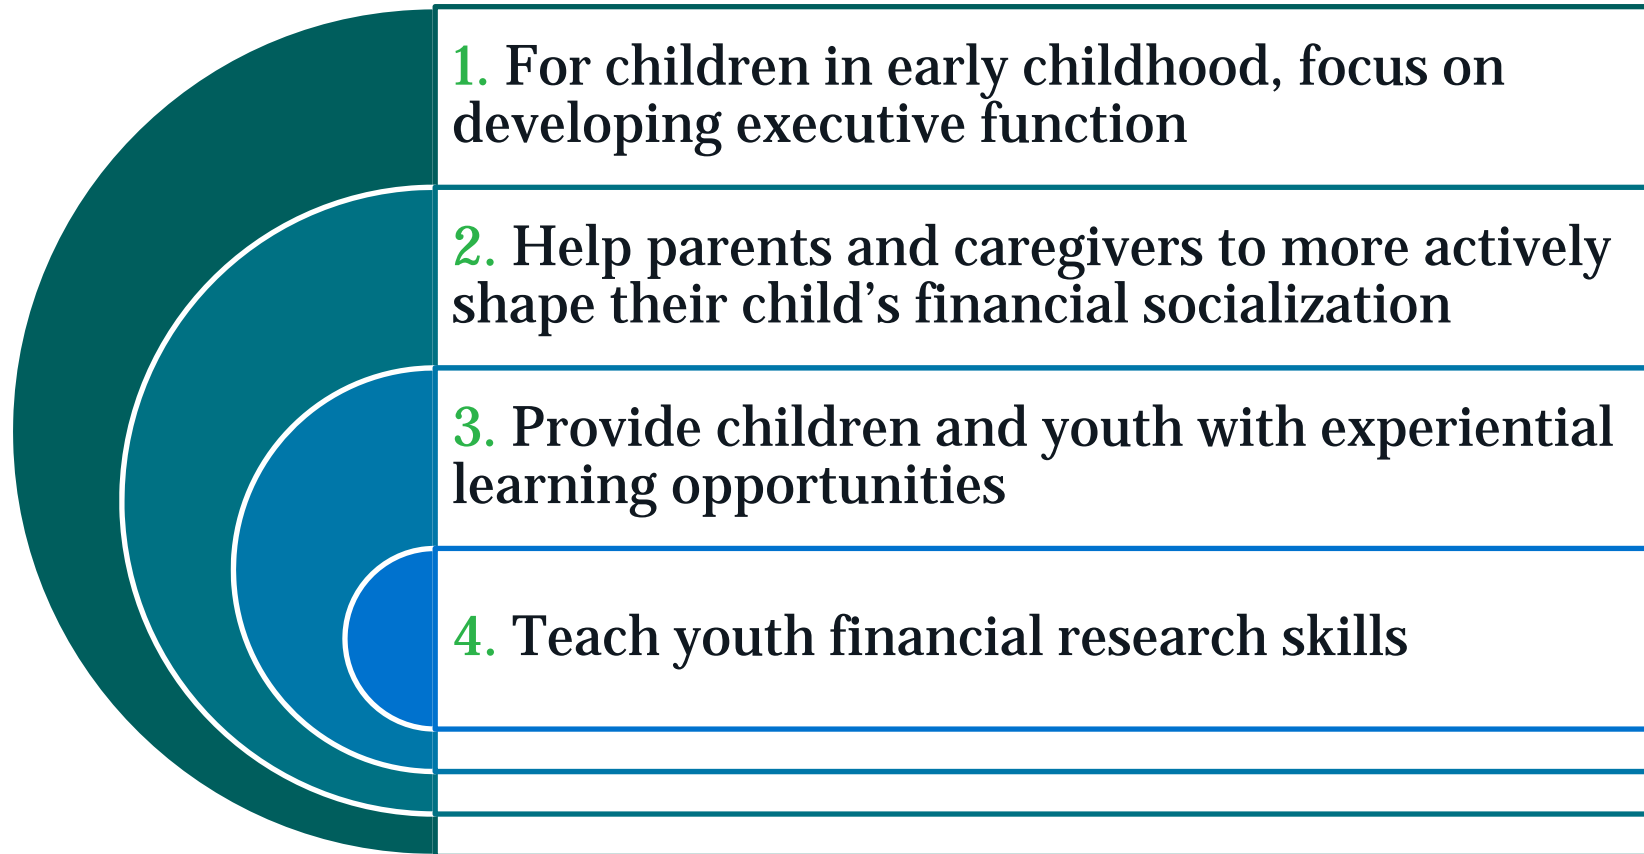 1. For children in early childhood, focus on
developing executive function
2. Help parents and caregivers to more actively
shape their child’s financial socialization
3. Provide children and youth with experiential
learning opportunities
4. Teach youth financial research skills